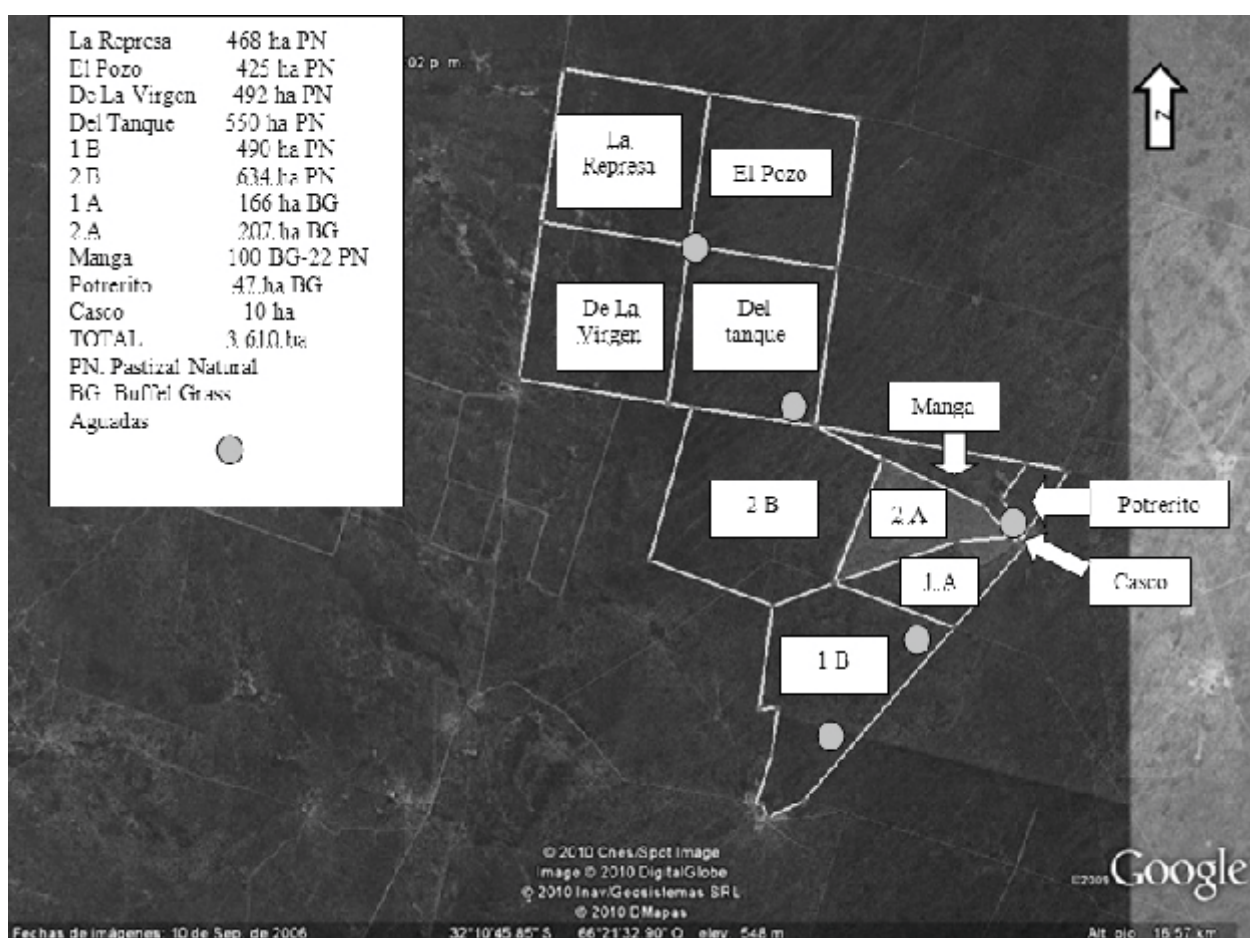 La Represa 468 ha PN
El Pozo 425 ha PN
De La Virgen 492 ha PN
Del Tanque 550 ha PN
1 B 490 ha PN
2 B 634 ha PN
1 A 166 ha BG
2 A 207 ha BG
Manga 100 BG-22 PN
Potrerito 47 ha BG
Casco 10 ha
TOTAL 3.610 ha
PN. Pastizal Natural
BG Buffel Grass
Aguadas
02 p. m.
N
La
Represa
El Pozo
De La
Virgen
Del
tanque
Manga
2 B
2 A
Potrerito
1.A
Casco
1 B
© 2010 Cnes/Spot Image
Image © 2010 DigitalGlobe
© 2010 Inav/Geosistemas SRL
© 2010 DMapas
©2009 Google
Fechas de imágenes: 10 de Sep. de 2006 32°10'45.85" S 66°21'32.90" O elev. 548 m Alt. ojo 16.57 km